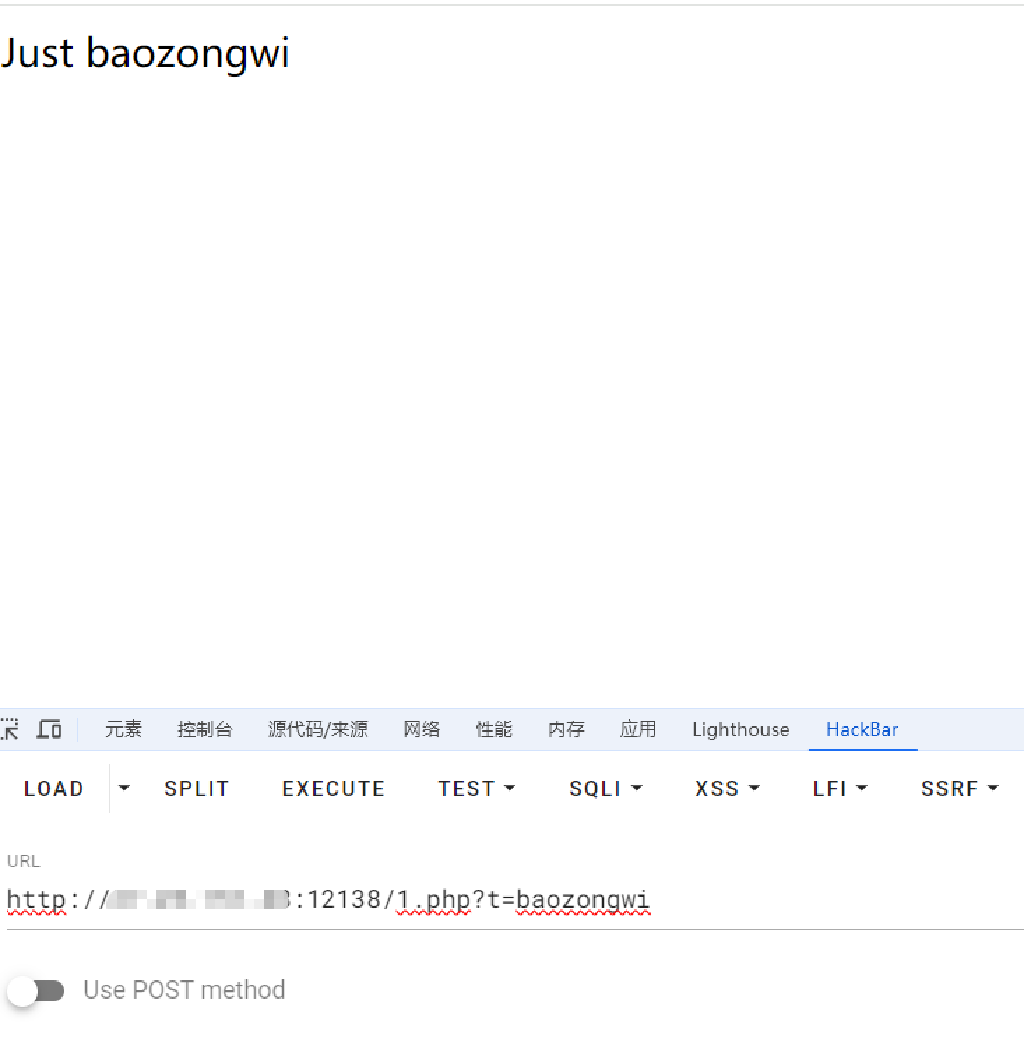 Just baozongwi
元素 控制台 源代码/来源 网络 性能 内存 应用 Lighthouse HackBar
LOAD SPLIT EXECUTE TEST SQLI XSS LFI SSRF
URL
http:// :12138/1.php?t=baozongwi
Use POST method